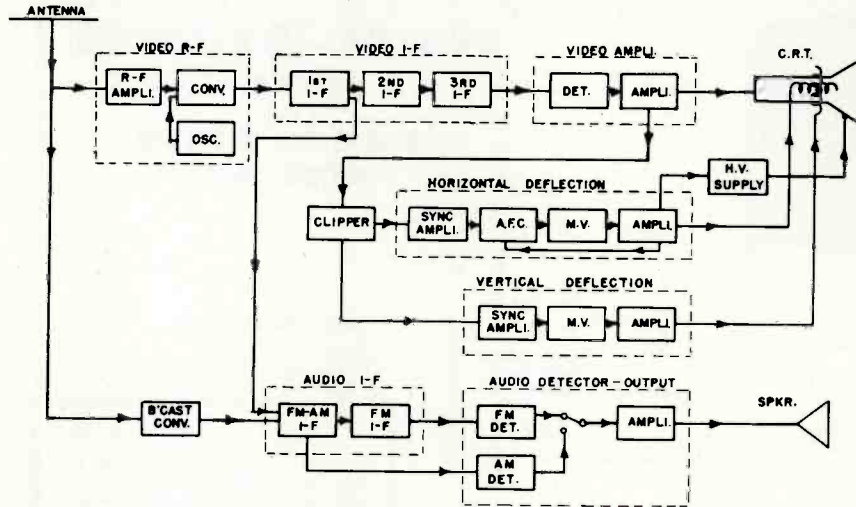 ANTENNA
VIDEO R-F
VIDEO I-F
VIDEO AMPLI.
C.R.T.
R-F
AMPLI.
CONV.
1ST
I-F
2ND
I-F
3RD
I-F
DET.
AMPLI.
OSC.
H.V.
SUPPLY
HORIZONTAL DEFLECTION
CLIPPER
SYNC
AMPLI.
A.F.C.
M.V.
AMPLI.
VERTICAL DEFLECTION
SYNC
AMPLI.
M.V.
AMPLI.
AUDIO I-F
AUDIO DETECTOR-OUTPUT
B'CAST
CONV.
FM-AM
I-F
FM
I-F
FM
DET.
AMPLI.
SPKR.
AM
DET.